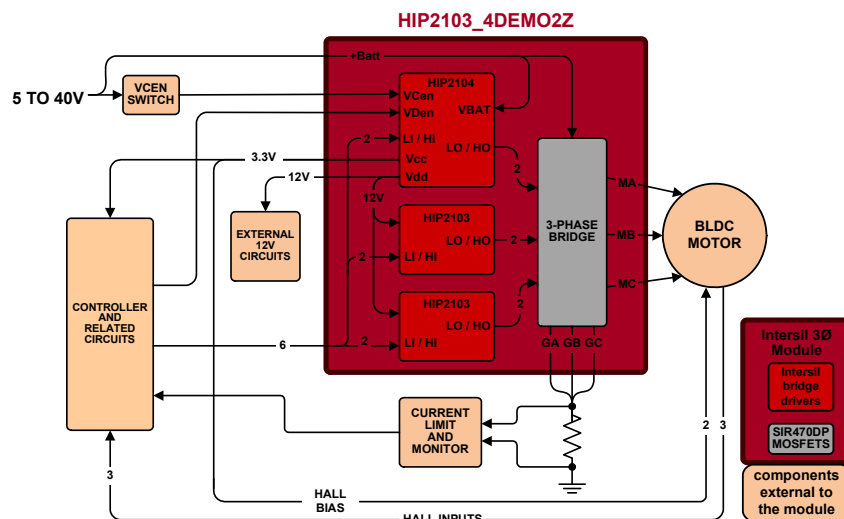 HIP2103_4DEMO2Z
+Batt
5 TO 40V
VCEN
SWITCH
HIP2104
VCen
VDen
VBAT
LI / HI
LO / HO
Vcc
Vdd
2
2
3.3V
12V
12V
EXTERNAL
12V
CIRCUITS
HIP2103
LO / HO
LI / HI
2
2
HIP2103
LO / HO
LI / HI
2
2
6
3-PHASE
BRIDGE
MA
MB
MC
BLDC
MOTOR
CONTROLLER
AND
RELATED
CIRCUITS
GA GB GC
CURRENT
LIMIT
AND
MONITOR
2
3
3
HALL
BIAS
HALL INPUTS
Intersil 3Ø
Module
Intersil
bridge
drivers
SIR470DP
MOSFETS
components
external to
the module